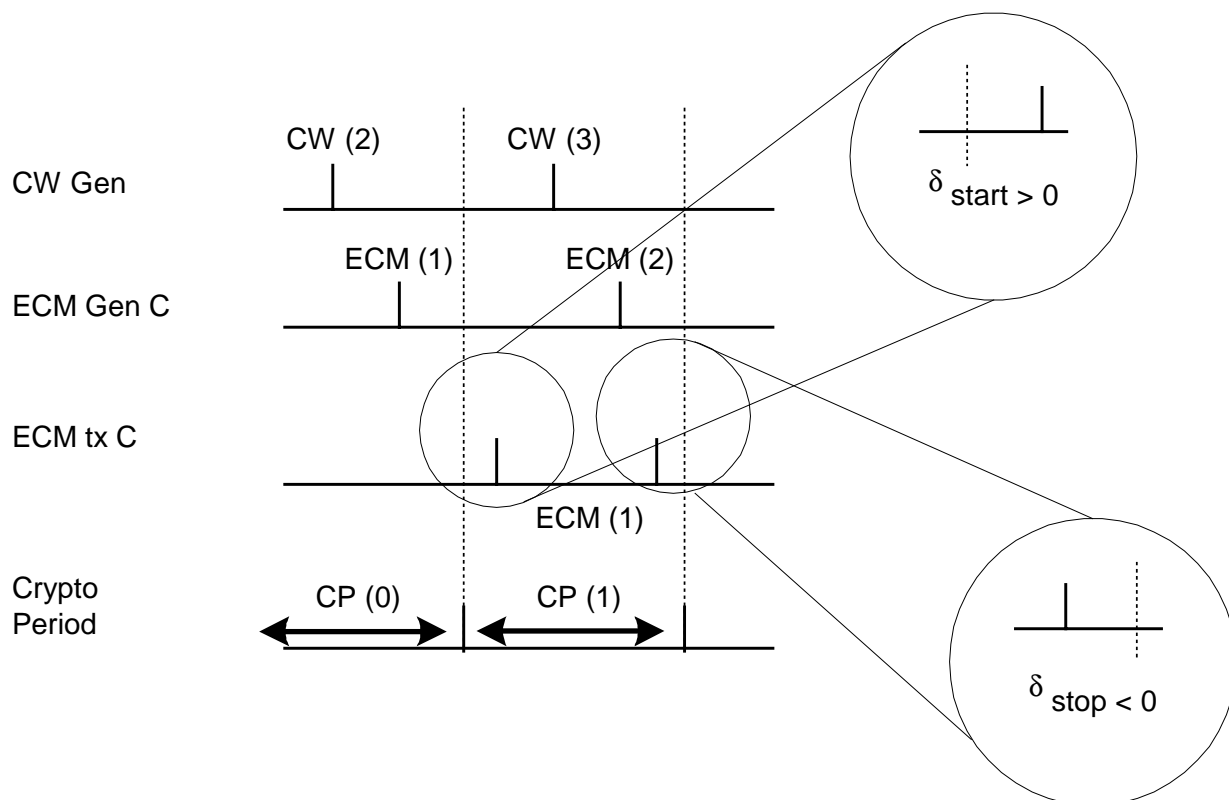 CW (2)
CW (3)
CW Gen
δ start > 0
ECM (1)
ECM (2)
ECM Gen C
ECM tx C
ECM (1)
Crypto
Period
CP (0)
CP (1)
δ stop < 0